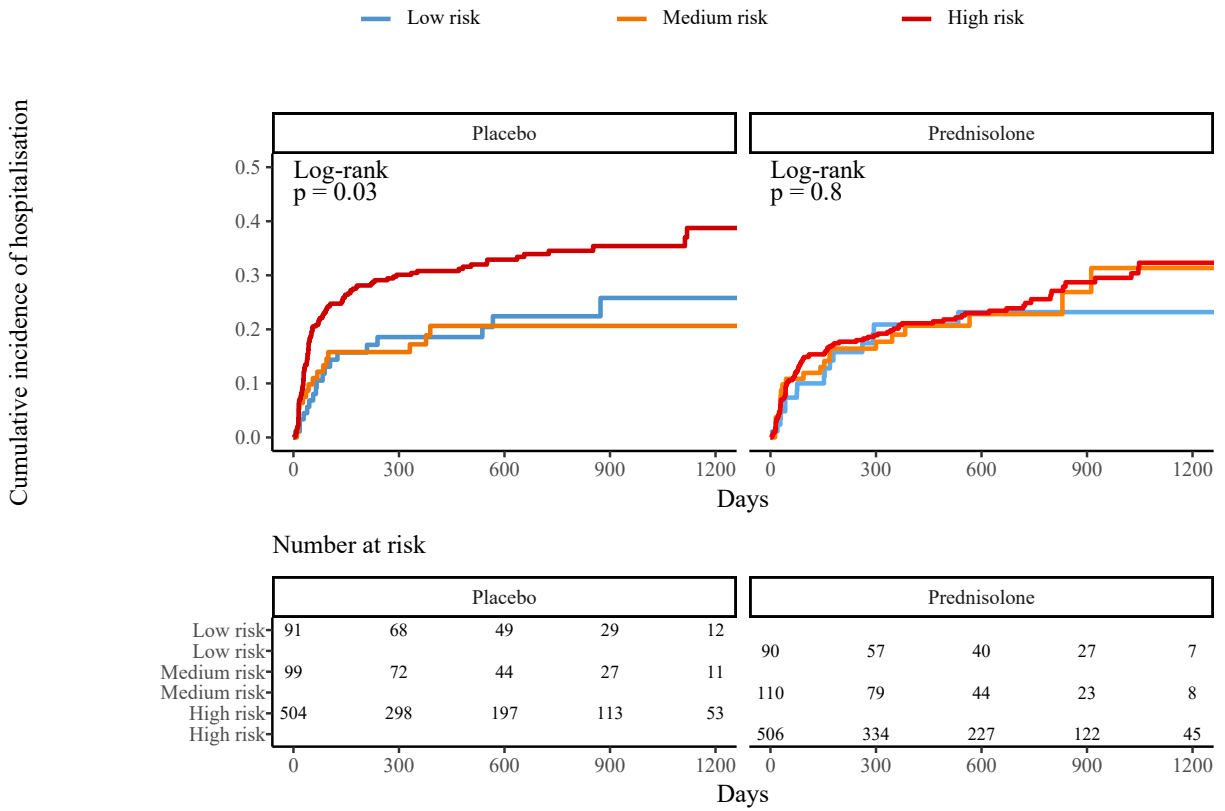 Low risk Medium risk High risk
Cumulative incidence of hospitalisation
Placebo Prednisolone
0.5
0.4
0.3
0.2
0.1
0.0
Log-rank
p = 0.03
Log-rank
p = 0.8
0 300 600 900 1200 0 300 600 900 1200
Days
Number at risk
Placebo Prednisolone
Low risk 91 68 49 29 12
Low risk 90 57 40 27 7
Medium risk 99 72 44 27 11
Medium risk 110 79 44 23 8
High risk 504 298 197 113 53
High risk 506 334 227 122 45
0 300 600 900 1200 0 300 600 900 1200
Days